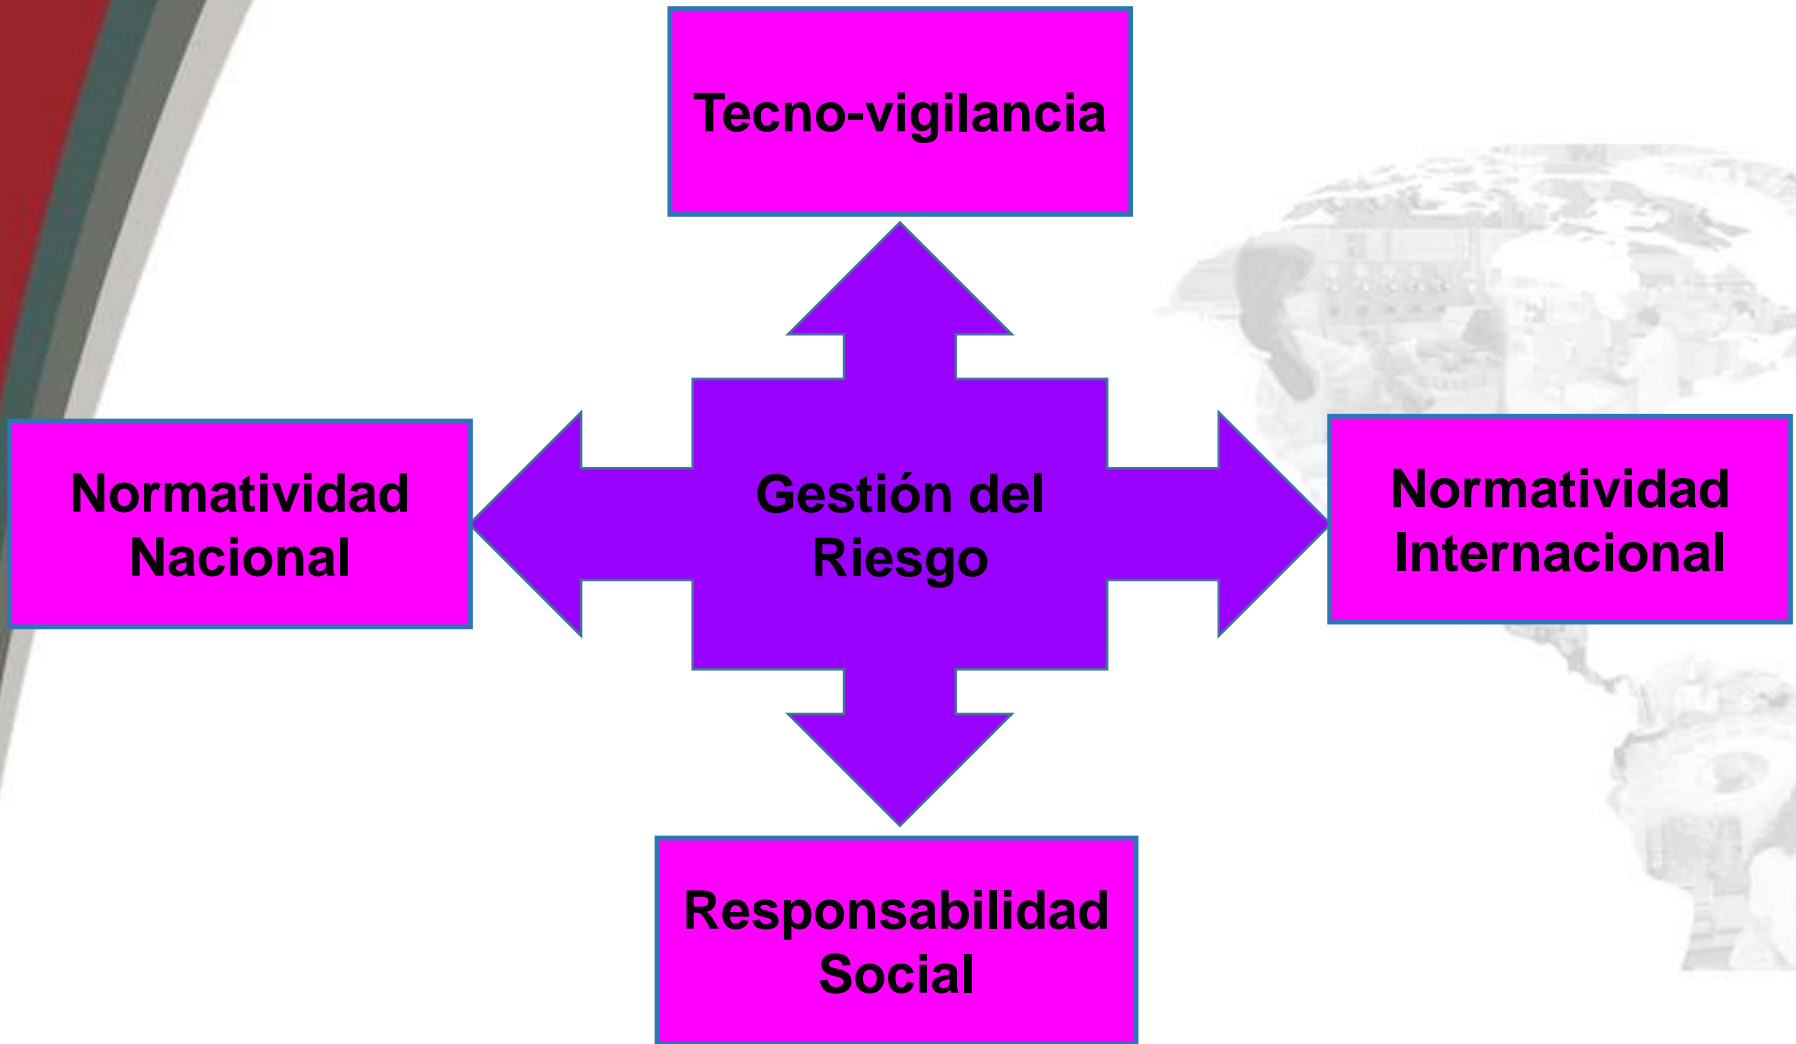 Tecno-vigilancia
Normatividad
Nacional
Gestión del
Riesgo
Normatividad
Internacional
Responsabilidad
Social